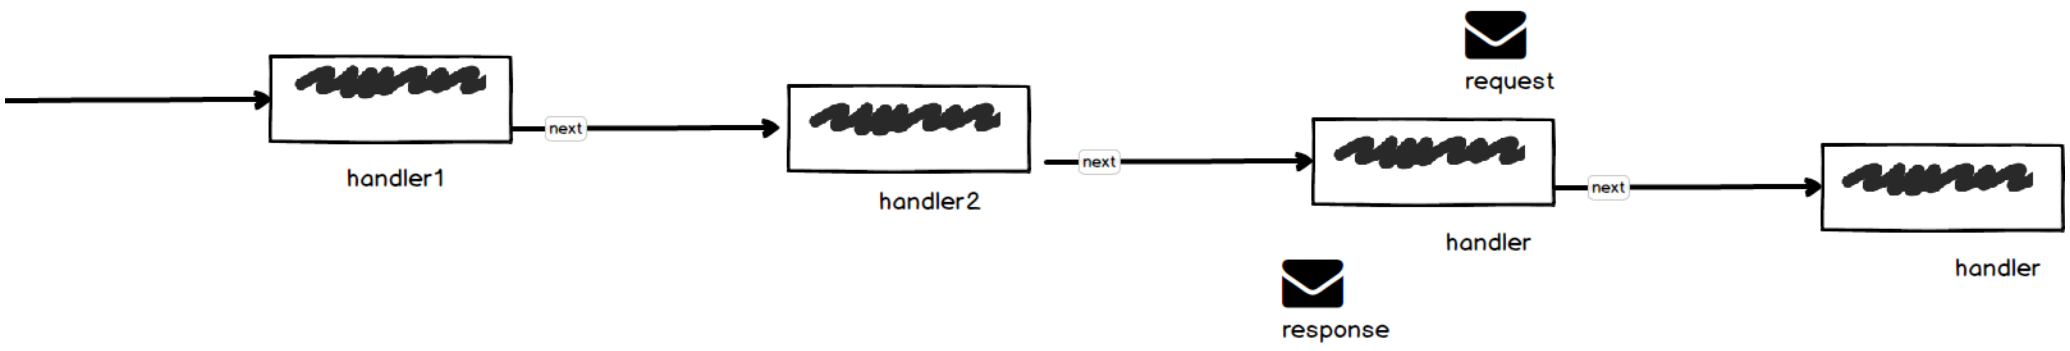 request
next
handler1
next
handler2
next
handler
handler
response